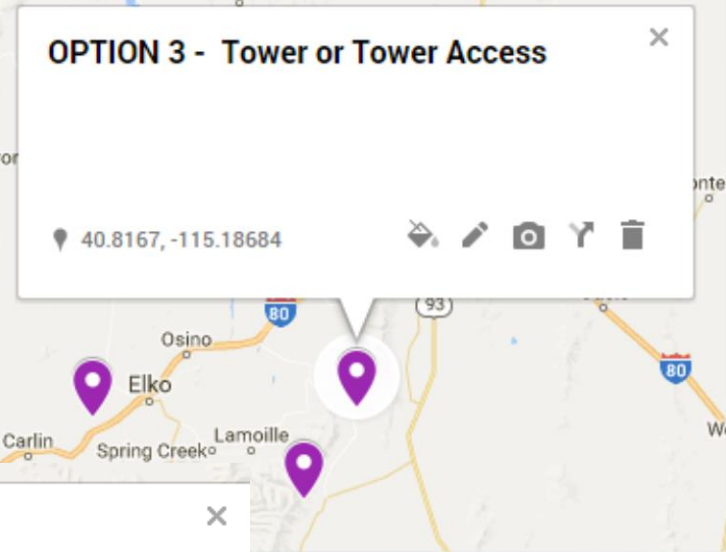 OPTION 3 - Tower or Tower Access
40.8167, -115.18684
93
80
Osino
80
Elko
Lamoille
Carlin
Spring Creek